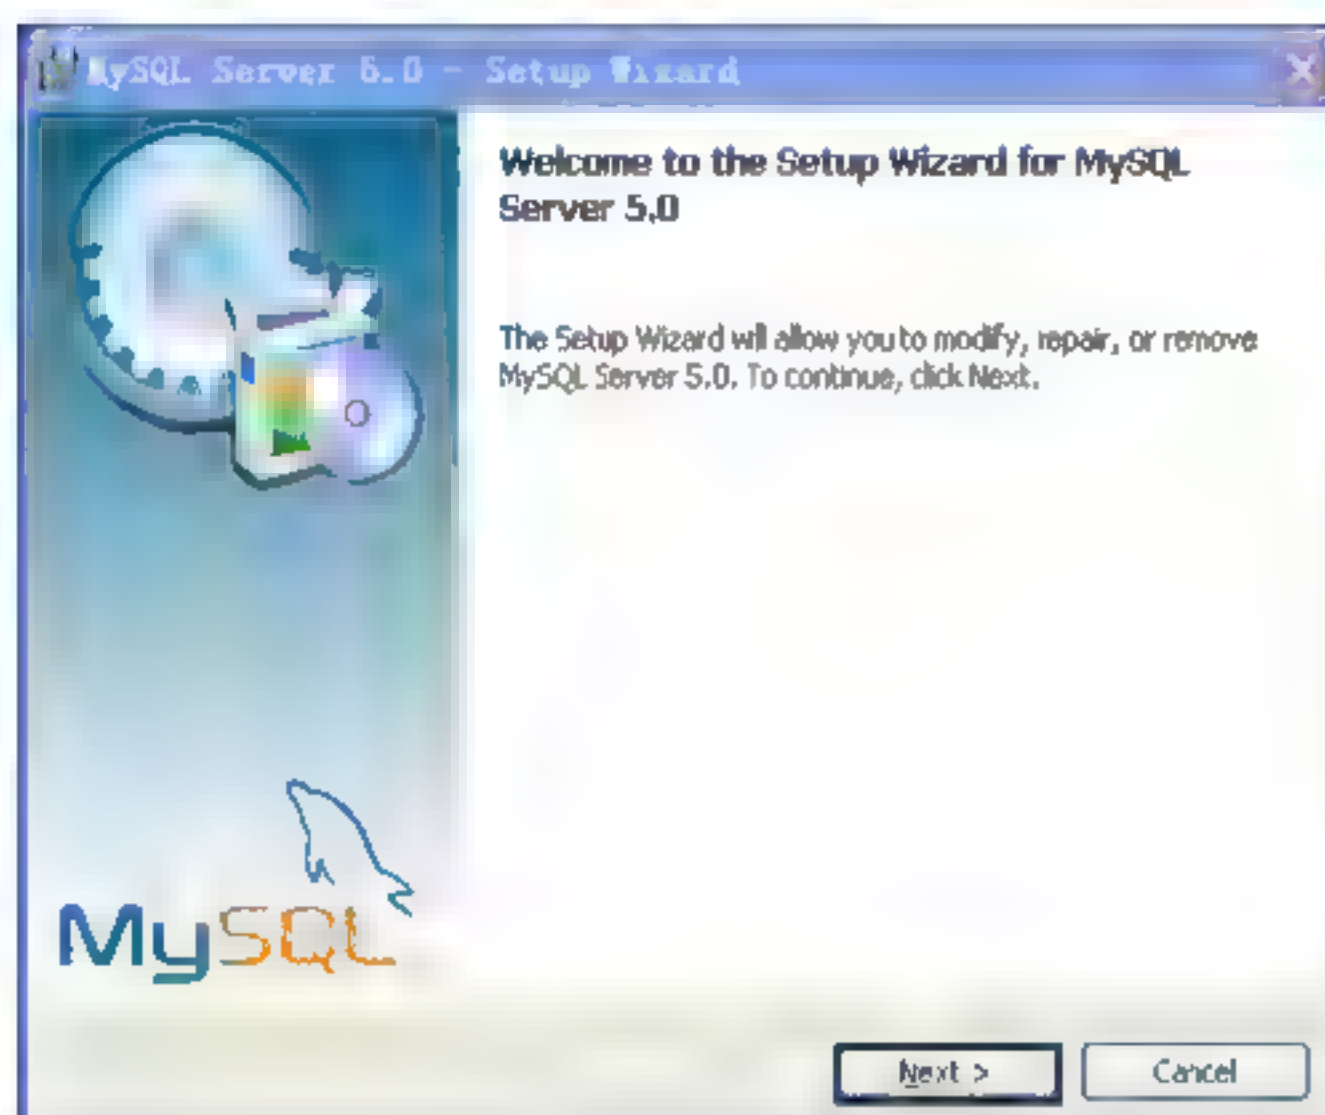 MySQL Server 5.0 - Setup Wizard
Welcome to the Setup Wizard for MySQL
Server 5.0
The Setup Wizard will allow you to modify, repair, or remove
MySQL Server 5.0. To continue, click Next.
MySQL
Next >
Cancel